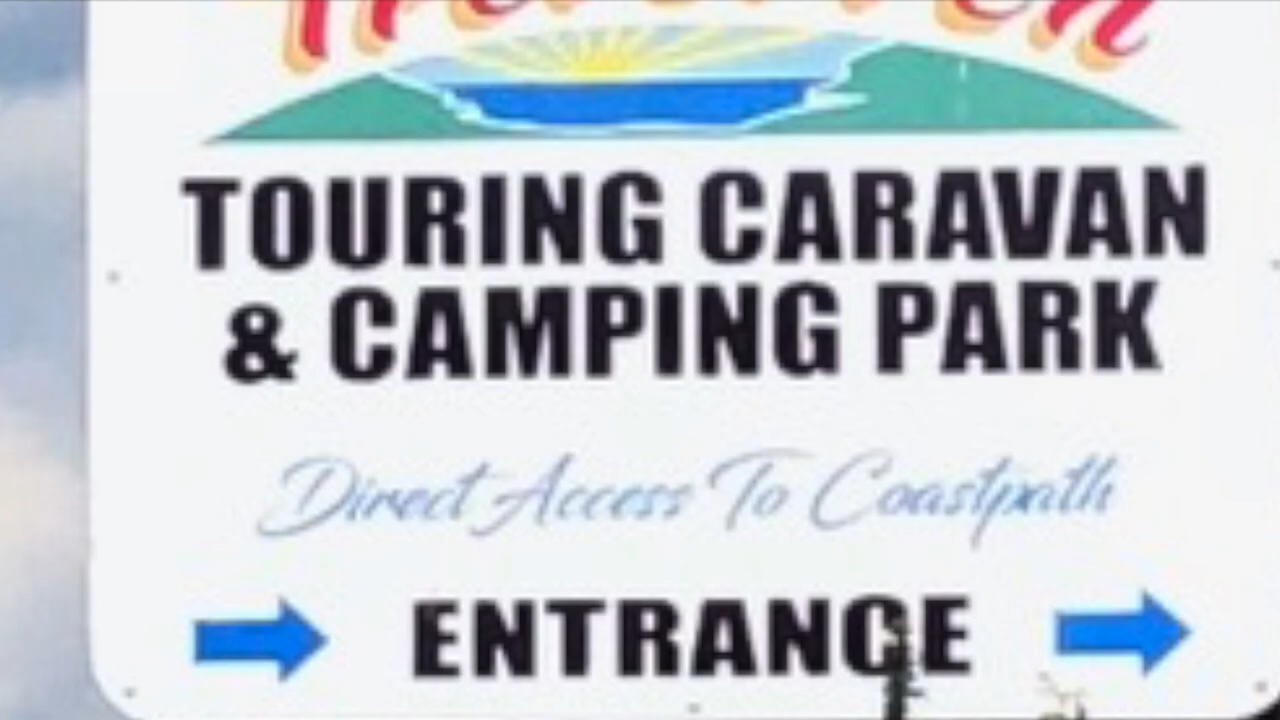 TOURING CARAVAN
& CAMPING PARK
Direct Access To Coastpath
ENTRANCE